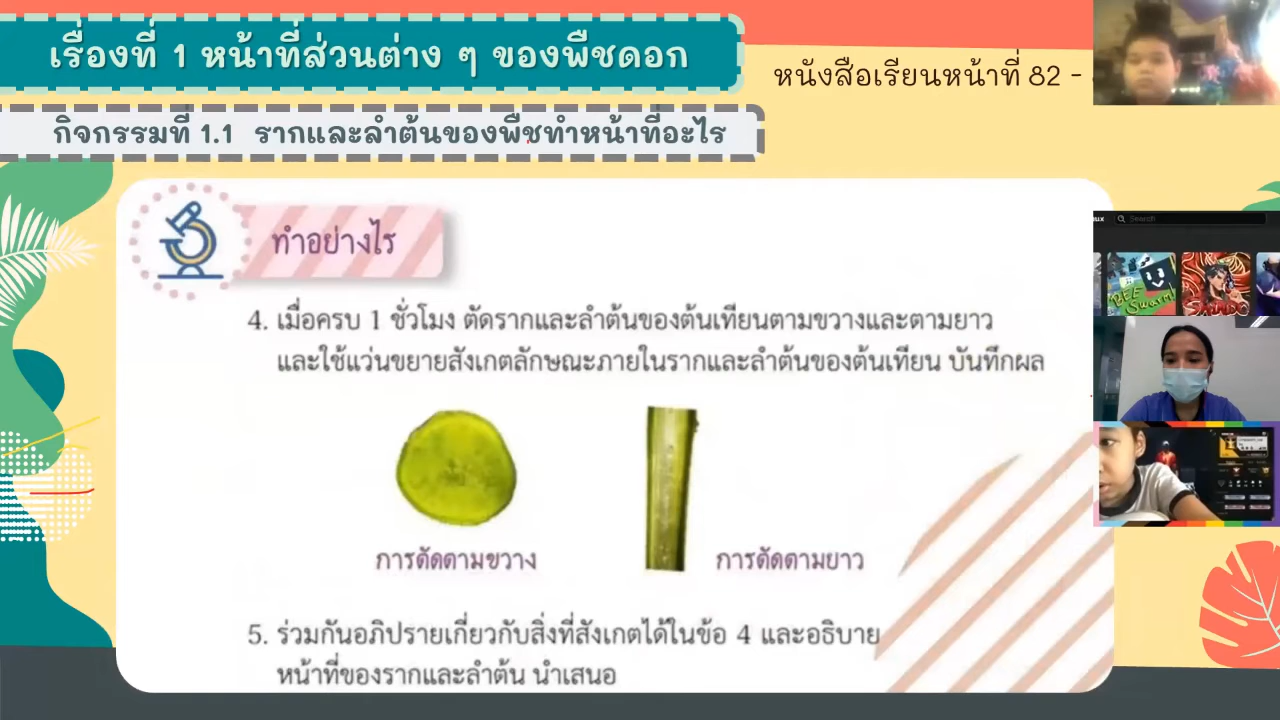 เรื่องที่ 1 หน้าที่ส่วนต่าง ๆ ของพืชดอก
หนังสือเรียนหน้าที่ 82 -
กิจกรรมที่ 1.1 รากและลำต้นของพืชทำหน้าที่อะไร
ทำอย่างไร
4. เมื่อครบ 1 ชั่วโมง ตัดรากและลำต้นของต้นเทียนตามขวางและตามยาว
และใช้แว่นขยายสังเกตลักษณะภายในรากและลำต้นของต้นเทียน บันทึกผล
การตัดตามขวาง
การตัดตามยาว
5. ร่วมกันอภิปรายเกี่ยวกับสิ่งที่สังเกตได้ในข้อ 4 และอธิบาย
หน้าที่ของรากและลำต้น นำเสนอ
Search
BEE
Swarm